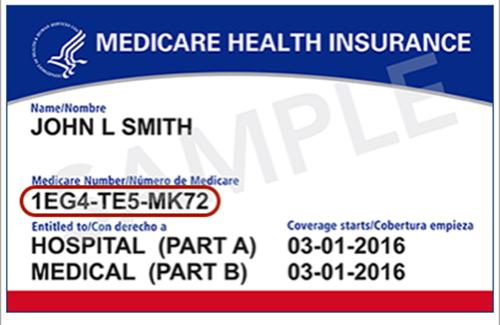 MEDICARE HEALTH INSURANCE
Name/Nombre
JOHN L SMITH
Medicare Number/Número de Medicare
1EG4-TE5-MK72
Entitled to/Con derecho a
Coverage starts/Cobertura empieza
HOSPITAL (PART A) 03-01-2016
MEDICAL (PART B) 03-01-2016
SAMPLE